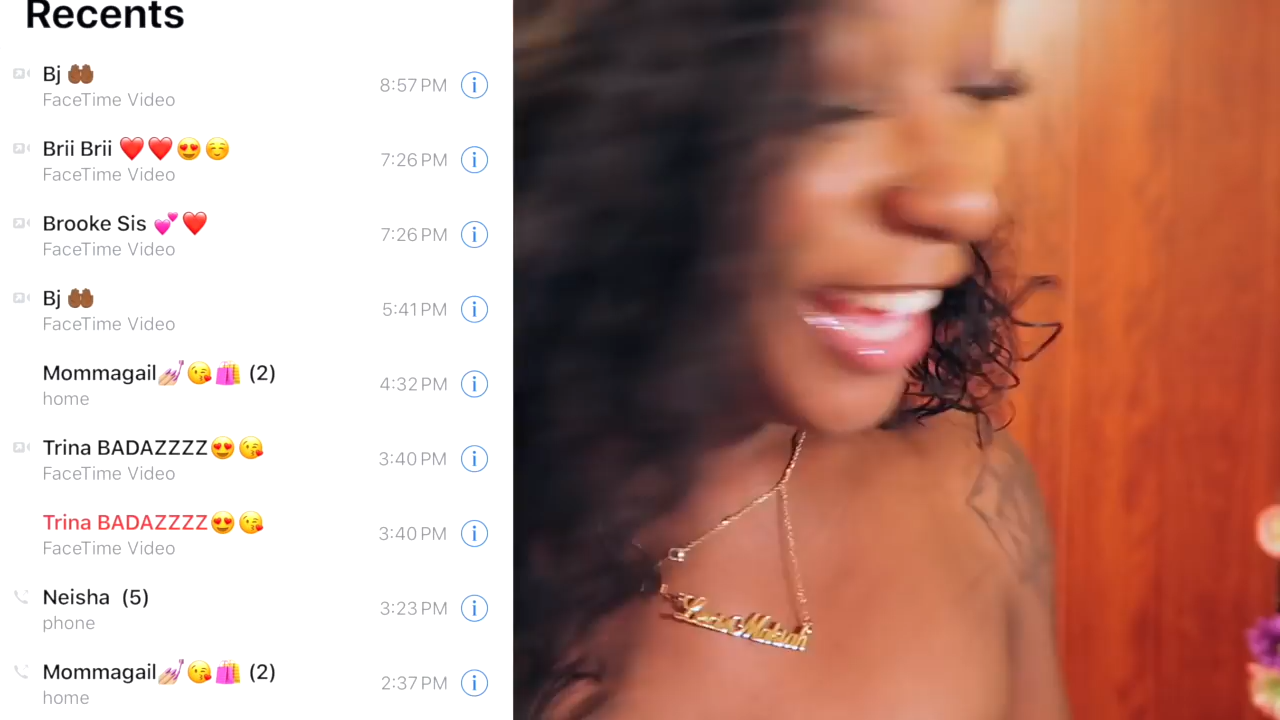 Recents
Bj 🙌🏾
FaceTime Video
8:57 PM
Brii Brii ❤️❤️😍☺️
FaceTime Video
7:26 PM
Brooke Sis 💕❤️
FaceTime Video
7:26 PM
Bj 🙌🏾
FaceTime Video
5:41 PM
Mommagail💅🏼😘🛍️ (2)
home
4:32 PM
Trina BADAZZZZ😍😘
FaceTime Video
3:40 PM
Trina BADAZZZZ😍😘
FaceTime Video
3:40 PM
Neisha (5)
phone
3:23 PM
Mommagail💅🏼😘🛍️ (2)
home
2:37 PM